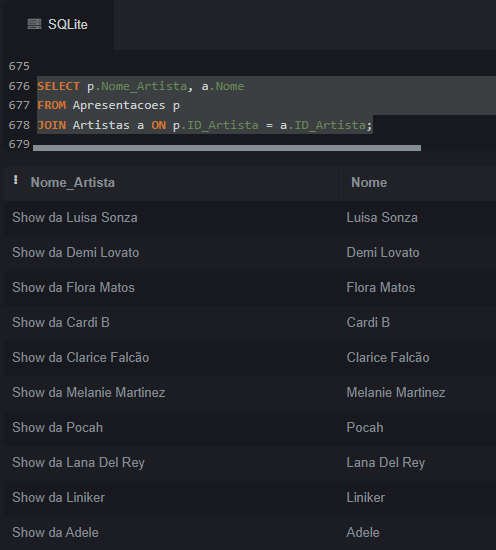 SQLite
675
676 SELECT p.Nome_Artista, a.Nome
677 FROM Apresentacoes p
678 JOIN Artistas a ON p.ID_Artista = a.ID_Artista;
679
Nome_Artista Nome
Show da Luisa Sonza Luisa Sonza
Show da Demi Lovato Demi Lovato
Show da Flora Matos Flora Matos
Show da Cardi B Cardi B
Show da Clarice Falcão Clarice Falcão
Show da Melanie Martinez Melanie Martinez
Show da Pocah Pocah
Show da Lana Del Rey Lana Del Rey
Show da Liniker Liniker
Show da Adele Adele